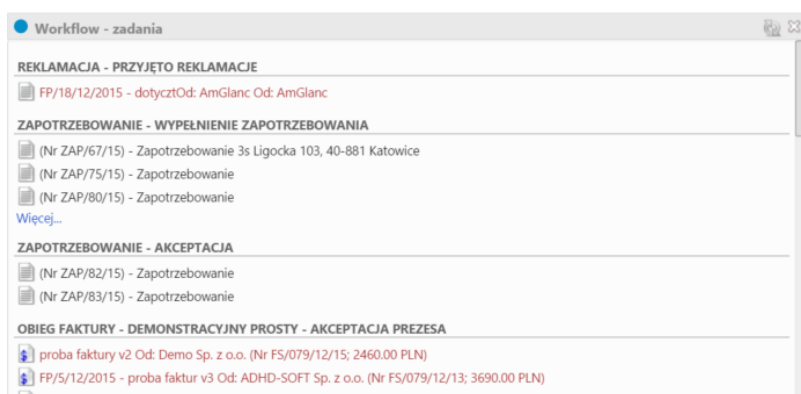 Workflow - zadania
REKLAMACJA - PRZYJĘTO REKLAMACJE
FP/18/12/2015 - dotycztOd: AmGlanc Od: AmGlanc
ZAPOTRZEBOWANIE - WYPEŁNIENIE ZAPOTRZEBOWANIA
(Nr ZAP/67/15) - Zapotrzebowanie 3s Ligocka 103, 40-881 Katowice
(Nr ZAP/75/15) - Zapotrzebowanie
(Nr ZAP/80/15) - Zapotrzebowanie
Więcej...
ZAPOTRZEBOWANIE - AKCEPTACJA
(Nr ZAP/82/15) - Zapotrzebowanie
(Nr ZAP/83/15) - Zapotrzebowanie
OBIEG FAKTURY - DEMONSTRACYJNY PROSTY - AKCEPTACJA PREZESA
proba faktury v2 Od: Demo Sp. z o.o. (Nr FS/079/12/15; 2460.00 PLN)
FP/5/12/2015 - proba faktur v3 Od: ADHD-SOFT Sp. z o.o. (Nr FS/079/12/13; 3690.00 PLN)